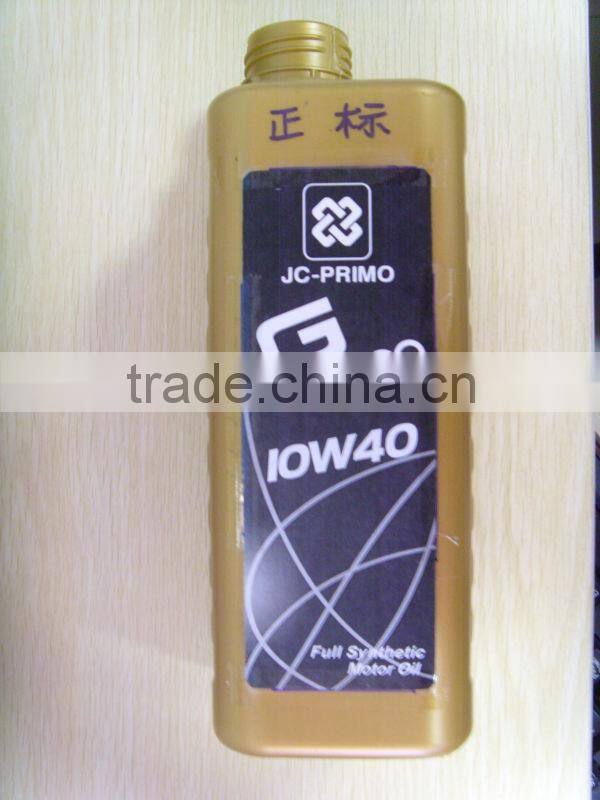 正 标
JC-PRIMO
G
trade.china.cn
10W40
Full Synthetic
Motor Oil